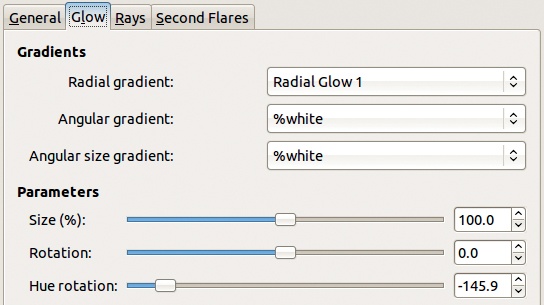 General Glow Rays Second Flares
Gradients
Radial gradient: Radial Glow 1
Angular gradient: %white
Angular size gradient: %white
Parameters
Size (%): 100.0
Rotation: 0.0
Hue rotation: -145.9